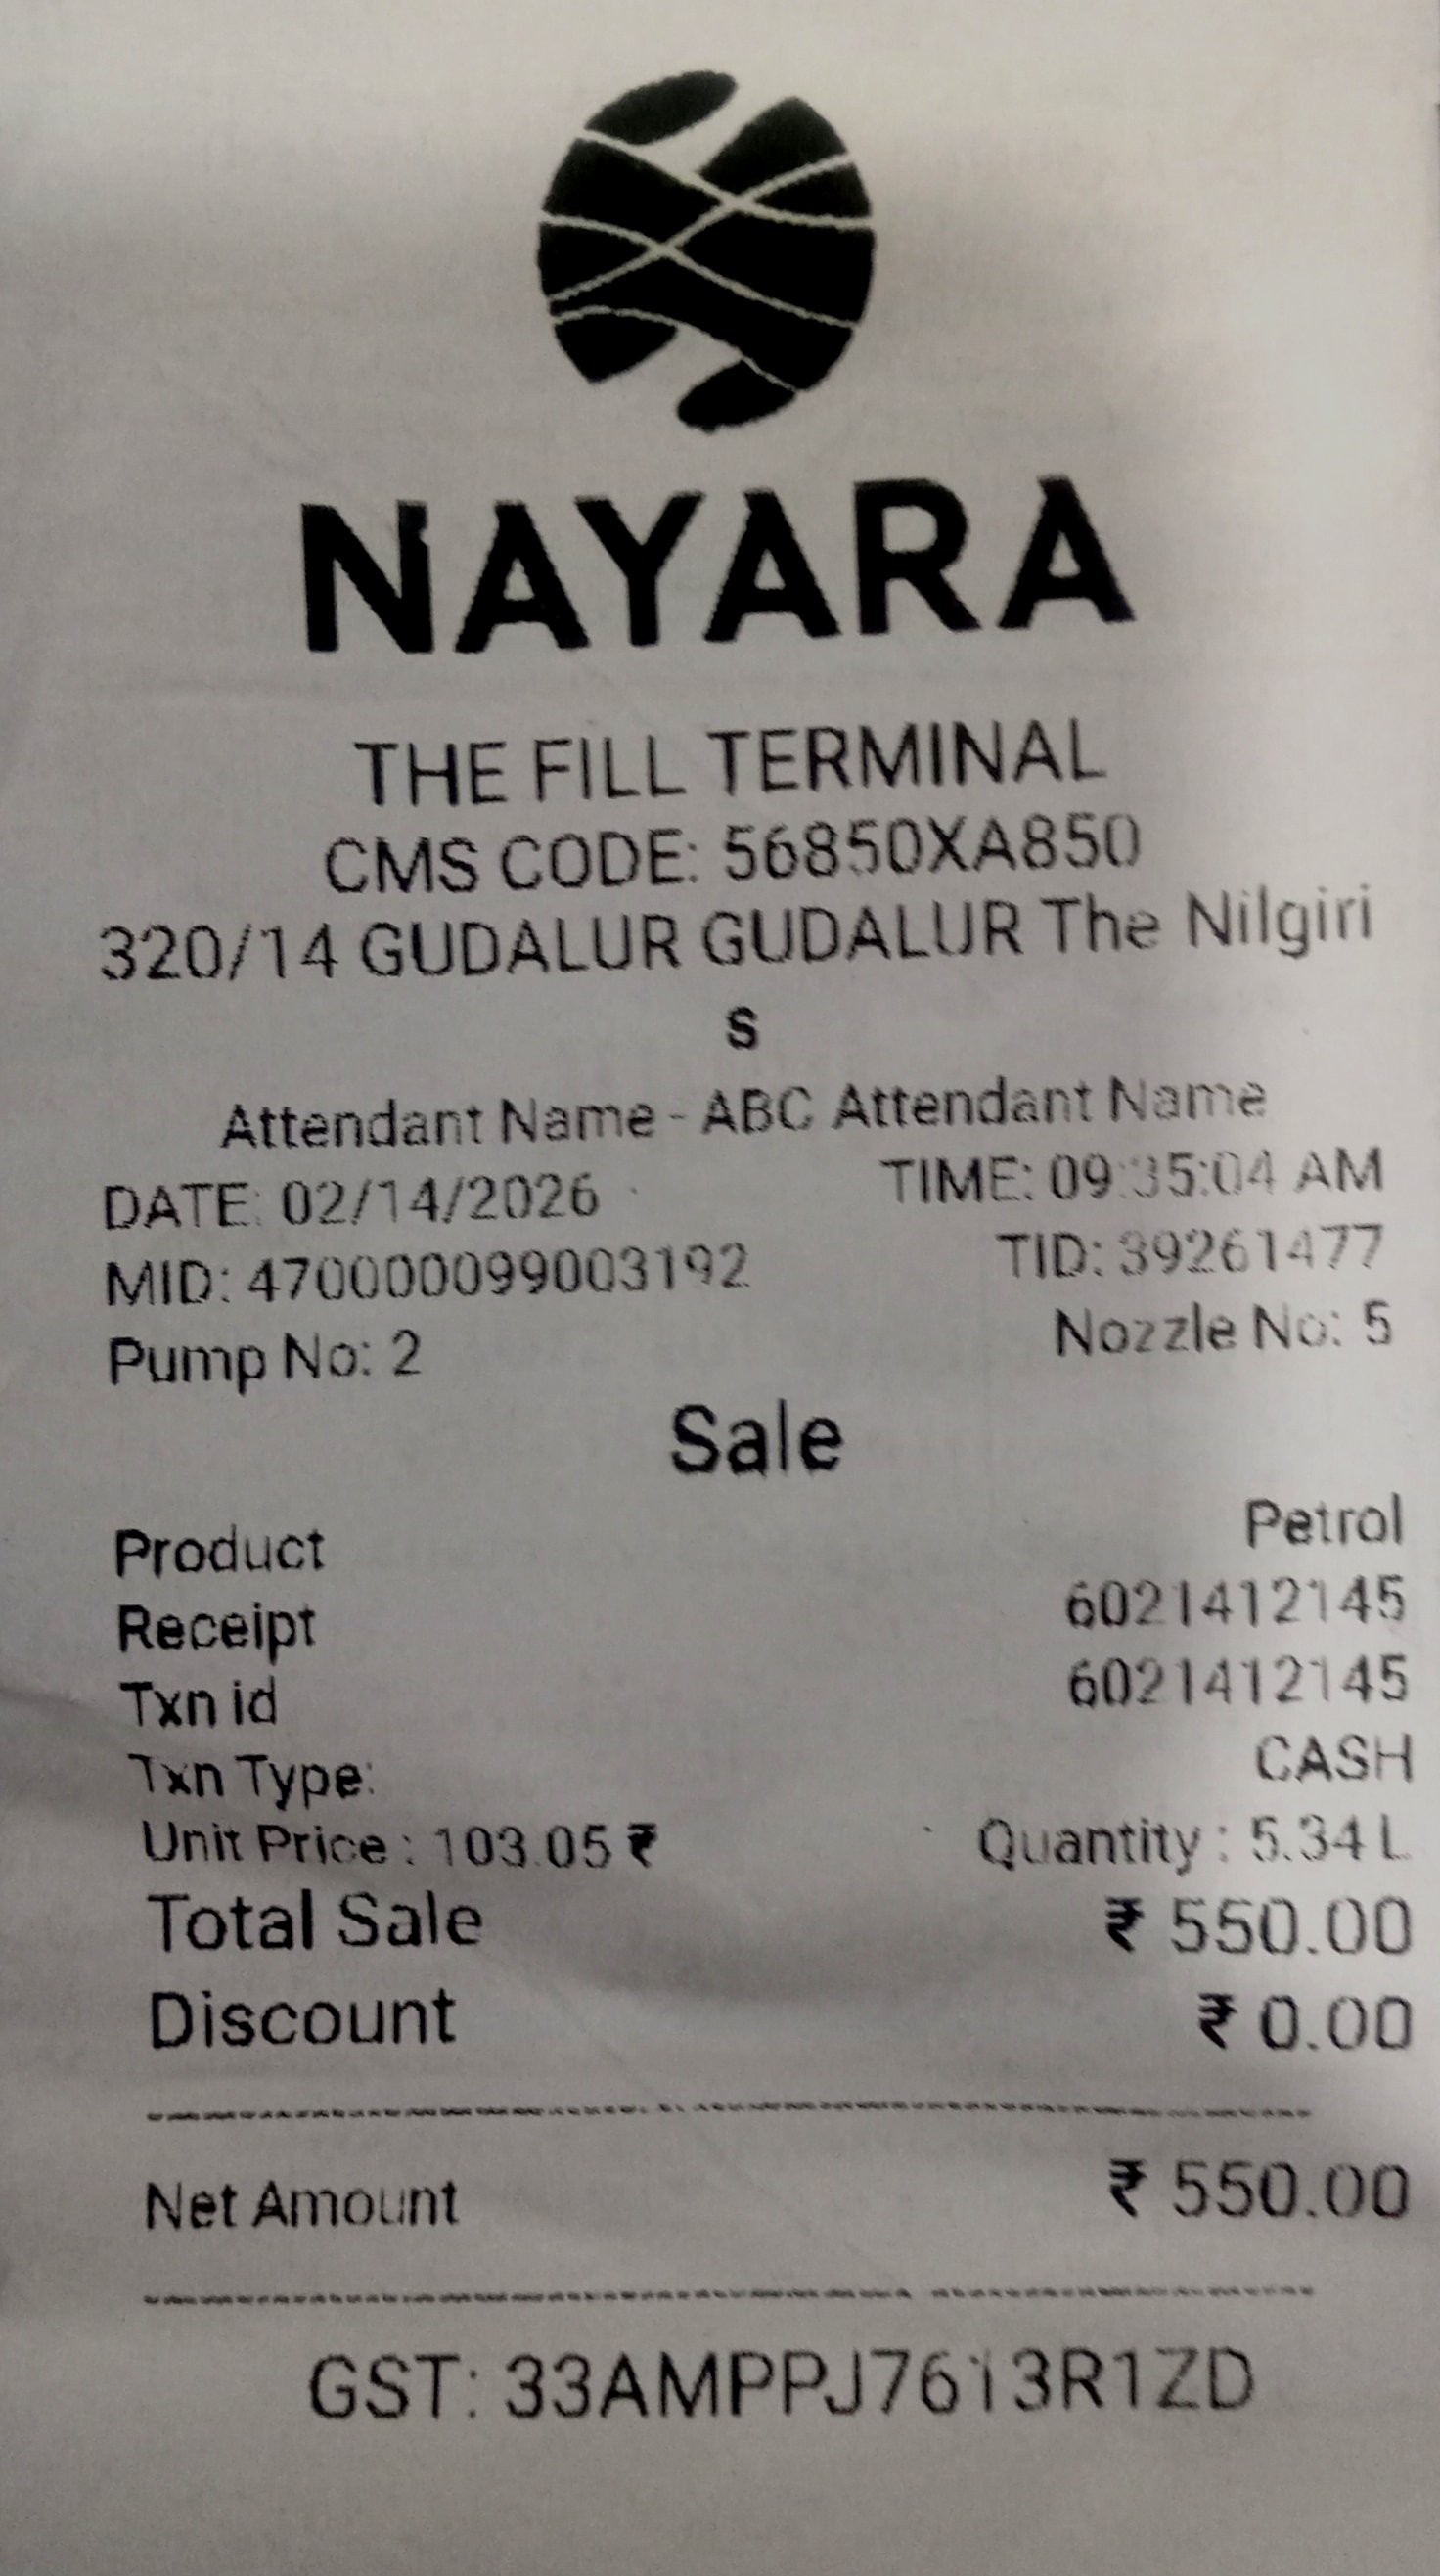 NAYARA
THE FILL TERMINAL
CMS CODE: 56850XA850
320/14 GUDALUR GUDALUR The Nilgiri
s
Attendant Name - ABC Attendant Name
DATE: 02/14/2026 TIME: 09:35:04 AM
MID: 470000099003192 TID: 39261477
Pump No: 2 Nozzle No: 5
Sale
Product Petrol
Receipt 6021412145
Txn id 6021412145
Txn Type: CASH
Unit Price : 103.05 ₹ Quantity : 5.34 L
Total Sale ₹ 550.00
Discount ₹ 0.00
Net Amount ₹ 550.00
GST: 33AMPPJ7613R1ZD